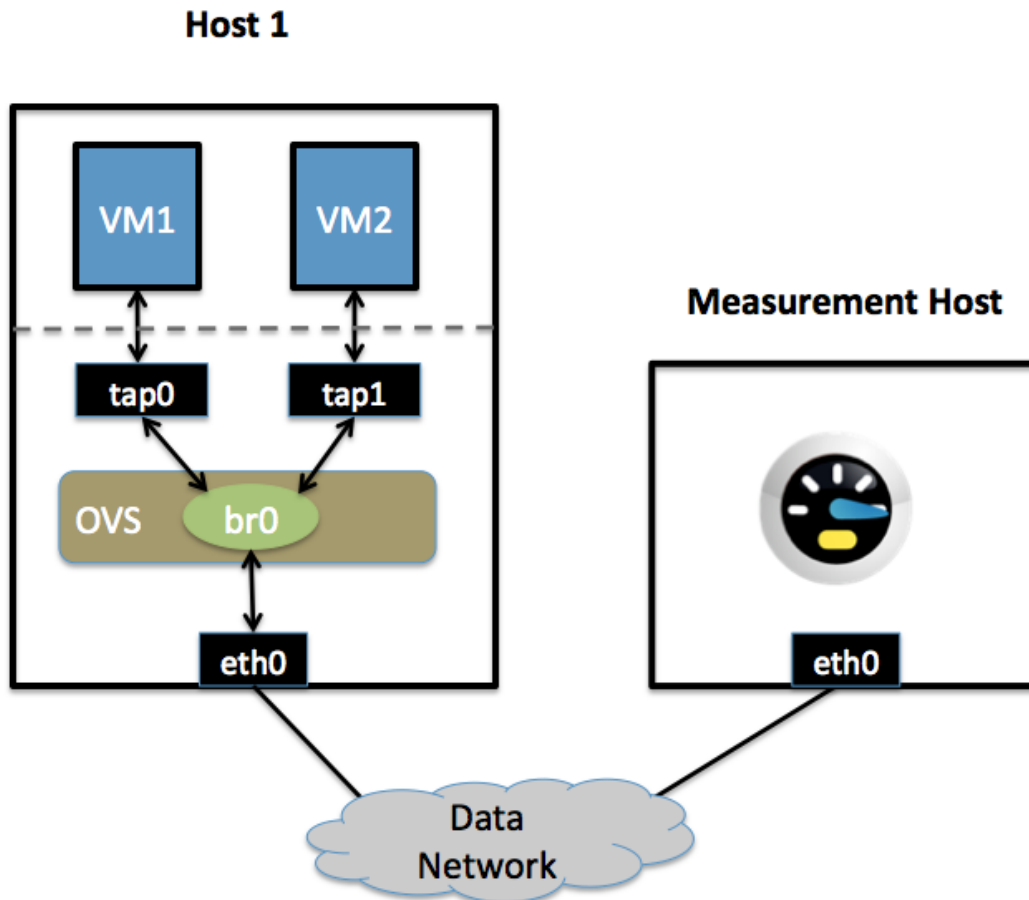 Host 1
VM1
VM2
Measurement Host
tap0
tap1
OVS
br0
eth0
eth0
Data
Network